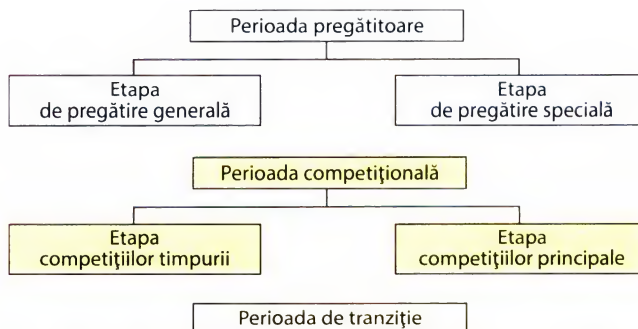 Perioada pregătitoare
Etapa
de pregătire generală
Etapa
de pregătire specială
Perioada competiţională
Etapa
competiţiilor timpurii
Etapa
competiţiilor principale
Perioada de tranziţie